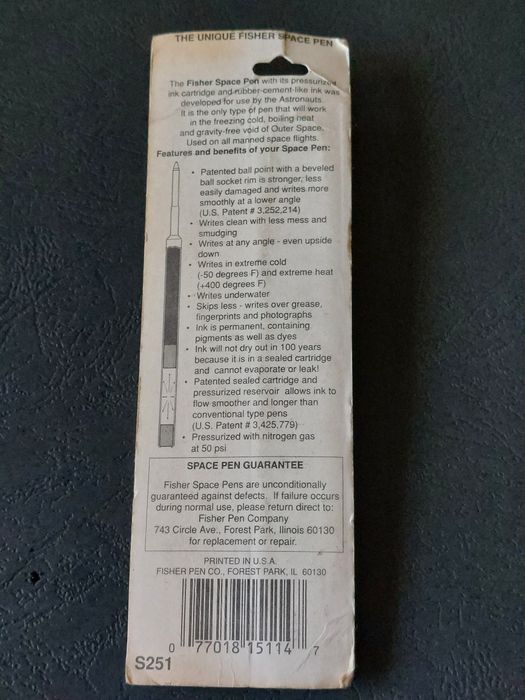 THE UNIQUE FISHER SPACE PEN
The Fisher Space Pen with its pressurized
ink cartridge and rubber-cement-like ink was
developed for use by the Astronauts.
It is the only type of pen that will work
in the freezing cold, boiling heat
and gravity-free void of Outer Space.
Used on all manned space flights.
Features and benefits of your Space Pen:
• Patented ball point with a beveled
ball socket rim is stronger, less
easily damaged and writes more
smoothly at a lower angle
(U.S. Patent # 3,252,214)
• Writes clean with less mess and
smudging
• Writes at any angle - even upside
down
• Writes in extreme cold
(-50 degrees F) and extreme heat
(+400 degrees F)
• Writes underwater
• Skips less - writes over grease,
fingerprints and photographs
• Ink is permanent, containing
pigments as well as dyes
• Ink will not dry out in 100 years
because it is in a sealed cartridge
and cannot evaporate or leak!
• Patented sealed cartridge and
pressurized reservoir allows ink to
flow smoother and longer than
conventional type pens
(U.S. Patent # 3,425,779)
• Pressurized with nitrogen gas
at 50 psi
SPACE PEN GUARANTEE
Fisher Space Pens are unconditionally
guaranteed against defects. If failure occurs
during normal use, please return direct to:
Fisher Pen Company
743 Circle Ave., Forest Park, Ilinois 60130
for replacement or repair.
PRINTED IN U.S.A.
FISHER PEN CO., FOREST PARK, IL 60130
0 77018 15114 7
S251